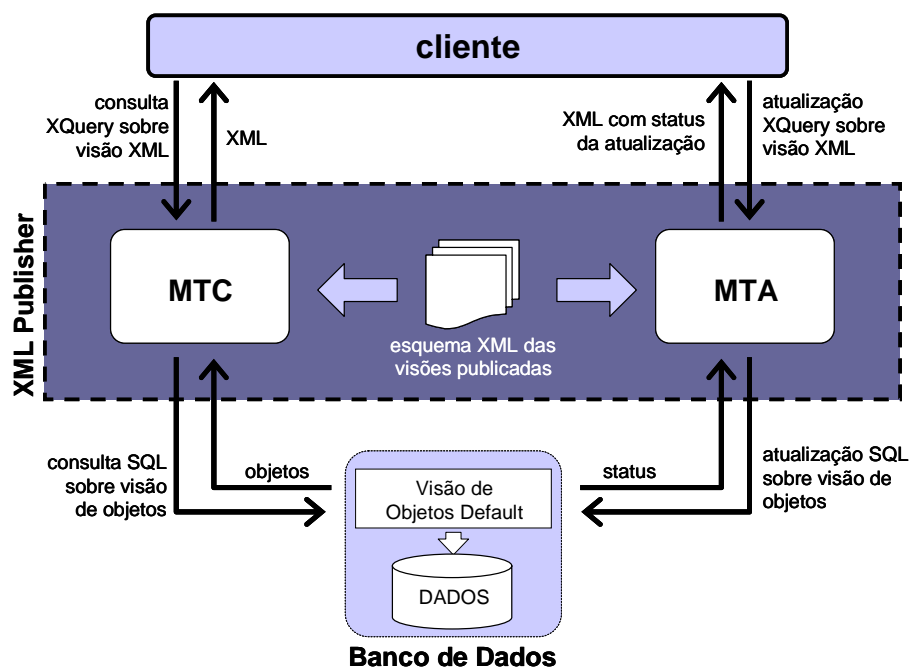 cliente
consulta
XQuery sobre
visão XML
XML
XML com status
da atualização
atualização
XQuery sobre
visão XML
XML Publisher
MTC
MTA
esquema XML das
visões publicadas
consulta SQL
sobre visão
de objetos
objetos
status
atualização SQL
sobre visão de
objetos
Visão de
Objetos Default
DADOS
Banco de Dados